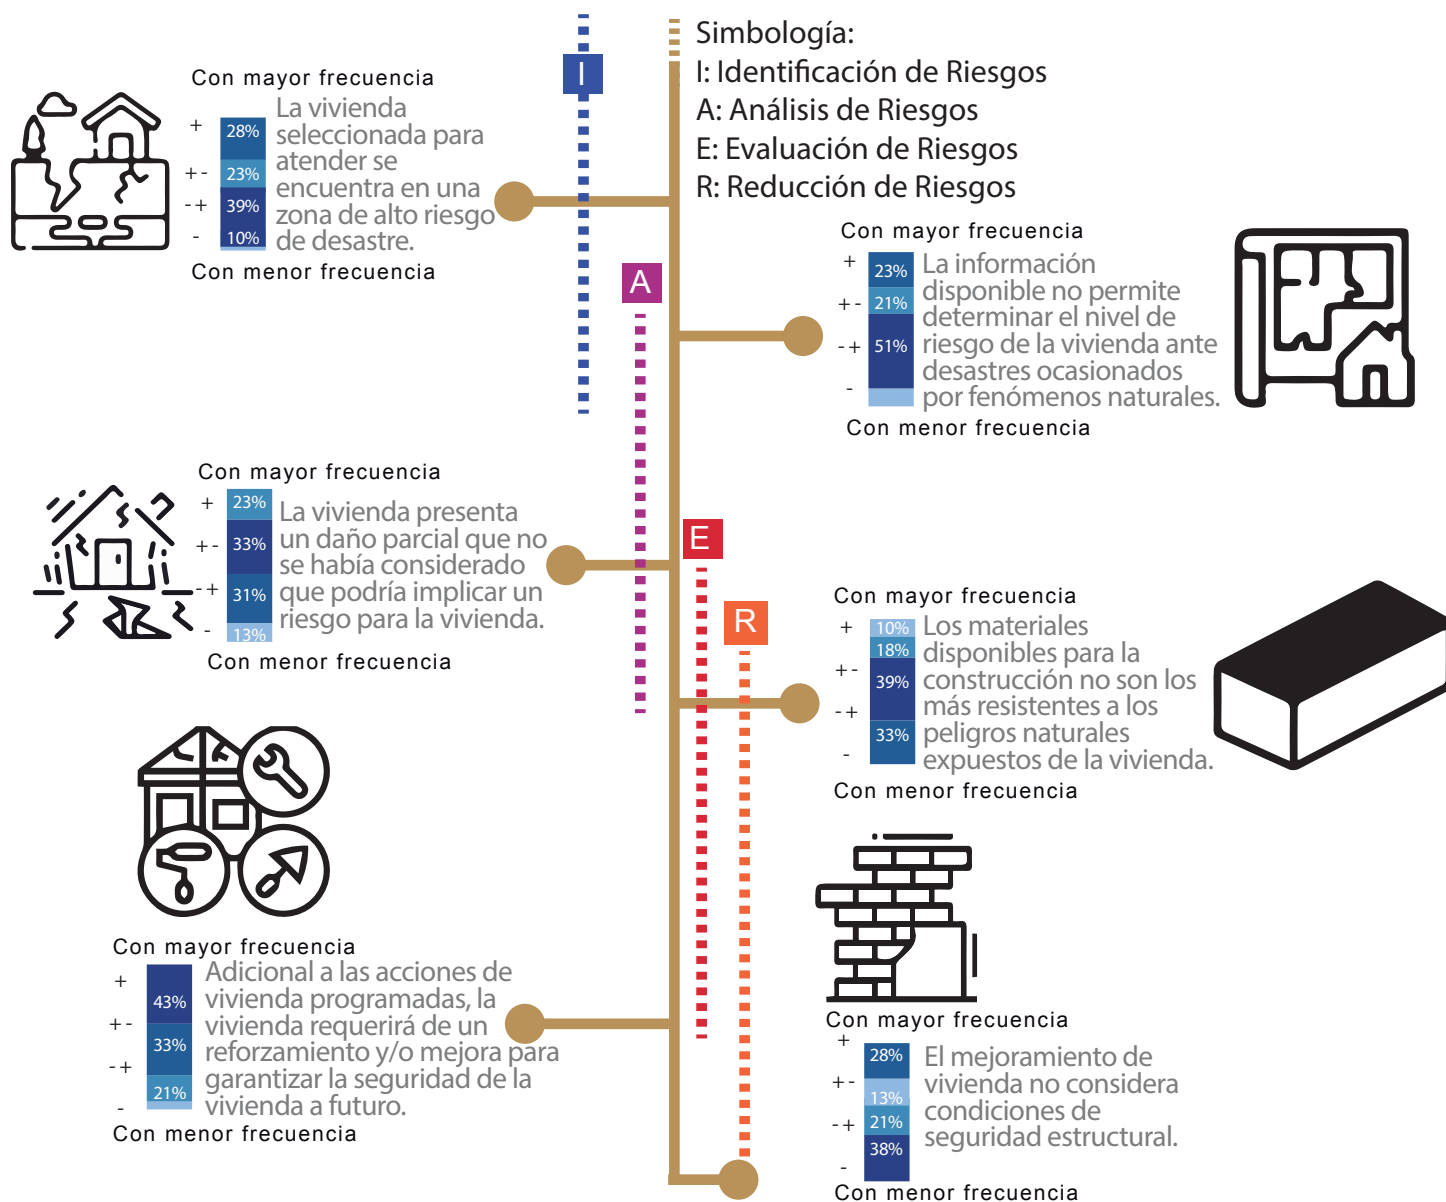 Simbología:
I: Identificación de Riesgos
A: Análisis de Riesgos
E: Evaluación de Riesgos
R: Reducción de Riesgos
I
Con mayor frecuencia
+
28%
+ -
23%
- +
39%
-
10%
Con menor frecuencia
La vivienda
seleccionada para
atender se
encuentra en una
zona de alto riesgo
de desastre.
A
Con mayor frecuencia
+
23%
+ -
21%
- +
51%
-
Con menor frecuencia
La información
disponible no permite
determinar el nivel de
riesgo de la vivienda ante
desastres ocasionados
por fenómenos naturales.
Con mayor frecuencia
+
23%
+ -
33%
- +
31%
-
13%
Con menor frecuencia
La vivienda presenta
un daño parcial que no
se había considerado
que podría implicar un
riesgo para la vivienda.
E
R
Con mayor frecuencia
+
10%
18%
+ -
39%
- +
33%
-
Con menor frecuencia
Los materiales
disponibles para la
construcción no son los
más resistentes a los
peligros naturales
expuestos de la vivienda.
Con mayor frecuencia
+
43%
+ -
33%
- +
21%
-
Con menor frecuencia
Adicional a las acciones de
vivienda programadas, la
vivienda requerirá de un
reforzamiento y/o mejora para
garantizar la seguridad de la
vivienda a futuro.
Con mayor frecuencia
+
28%
+ -
13%
- +
21%
38%
-
Con menor frecuencia
El mejoramiento de
vivienda no considera
condiciones de
seguridad estructural.